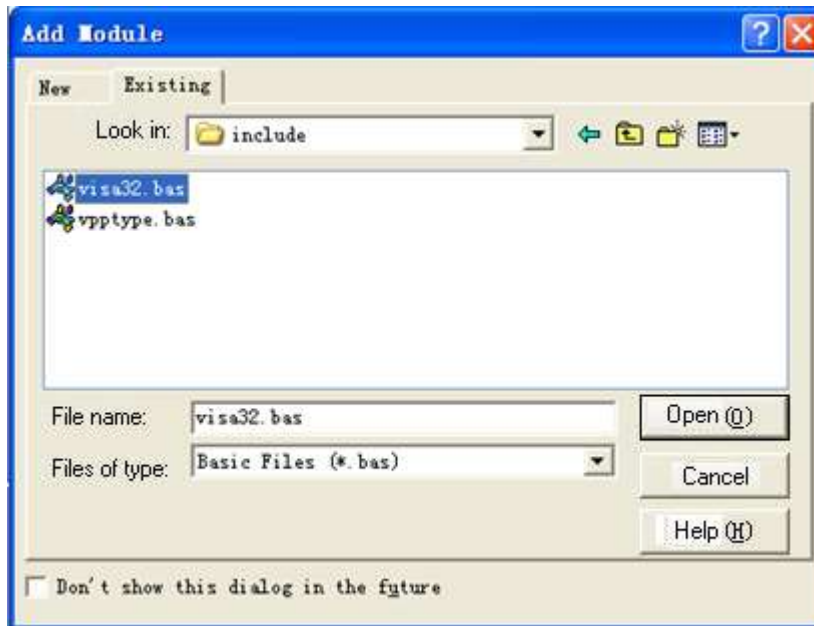 Add Module
New Existing
Look in: include
visa32.bas
vpptype.bas
File name: visa32.bas Open (O)
Files of type: Basic Files (*.bas)
Cancel
Help (H)
Don't show this dialog in the future